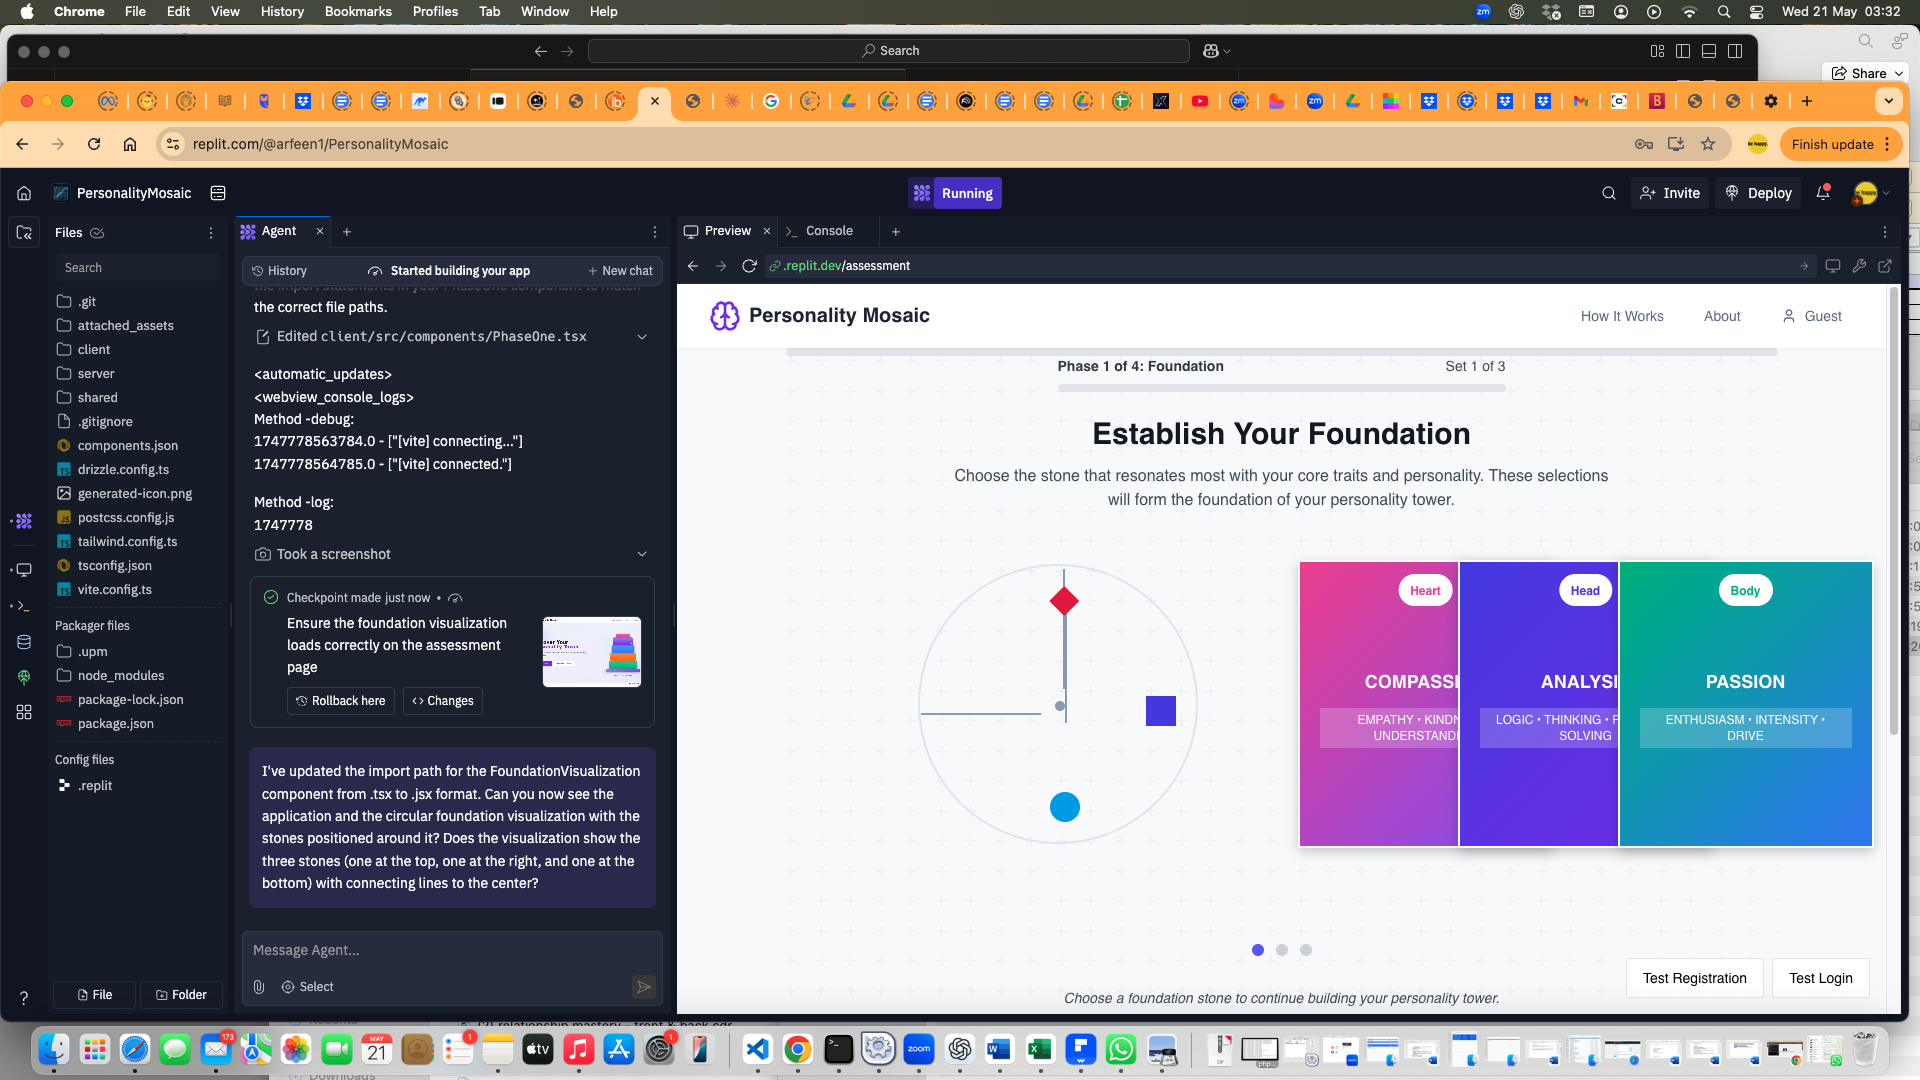 Chrome File Edit View History Bookmarks Profiles Tab Window Help
Wed 21 May 03:32
Search
Share
replit.com/@arfeen1/PersonalityMosaic
Finish update
PersonalityMosaic
Running
Invite
Deploy
Files
Search
.git
attached_assets
client
server
shared
.gitignore
components.json
drizzle.config.ts
generated-icon.png
postcss.config.js
tailwind.config.ts
tsconfig.json
vite.config.ts
Packager files
.upm
node_modules
package-lock.json
package.json
Config files
.replit
File
Folder
Agent
History
Started building your app
New chat
the import statements in your PhaseOne component to match
the correct file paths.
Edited client/src/components/PhaseOne.tsx
<automatic_updates>
<webview_console_logs>
Method -debug:
1747778563784.0 - ["[vite] connecting..."]
1747778564785.0 - ["[vite] connected."]
Method -log:
1747778
Took a screenshot
Checkpoint made just now •
Ensure the foundation visualization
loads correctly on the assessment
page
Rollback here
Changes
I've updated the import path for the FoundationVisualization
component from .tsx to .jsx format. Can you now see the
application and the circular foundation visualization with the
stones positioned around it? Does the visualization show the
three stones (one at the top, one at the right, and one at the
bottom) with connecting lines to the center?
Message Agent...
Select
Preview
Console
.replit.dev/assessment
Personality Mosaic
How It Works
About
Guest
Phase 1 of 4: Foundation
Set 1 of 3
Establish Your Foundation
Choose the stone that resonates most with your core traits and personality. These selections
will form the foundation of your personality tower.
Heart
COMPASSI
EMPATHY • KINDN
UNDERSTANDI
Head
ANALYSI
LOGIC • THINKING • P
SOLVING
Body
PASSION
ENTHUSIASM • INTENSITY •
DRIVE
Test Registration
Test Login
Choose a foundation stone to continue building your personality tower.